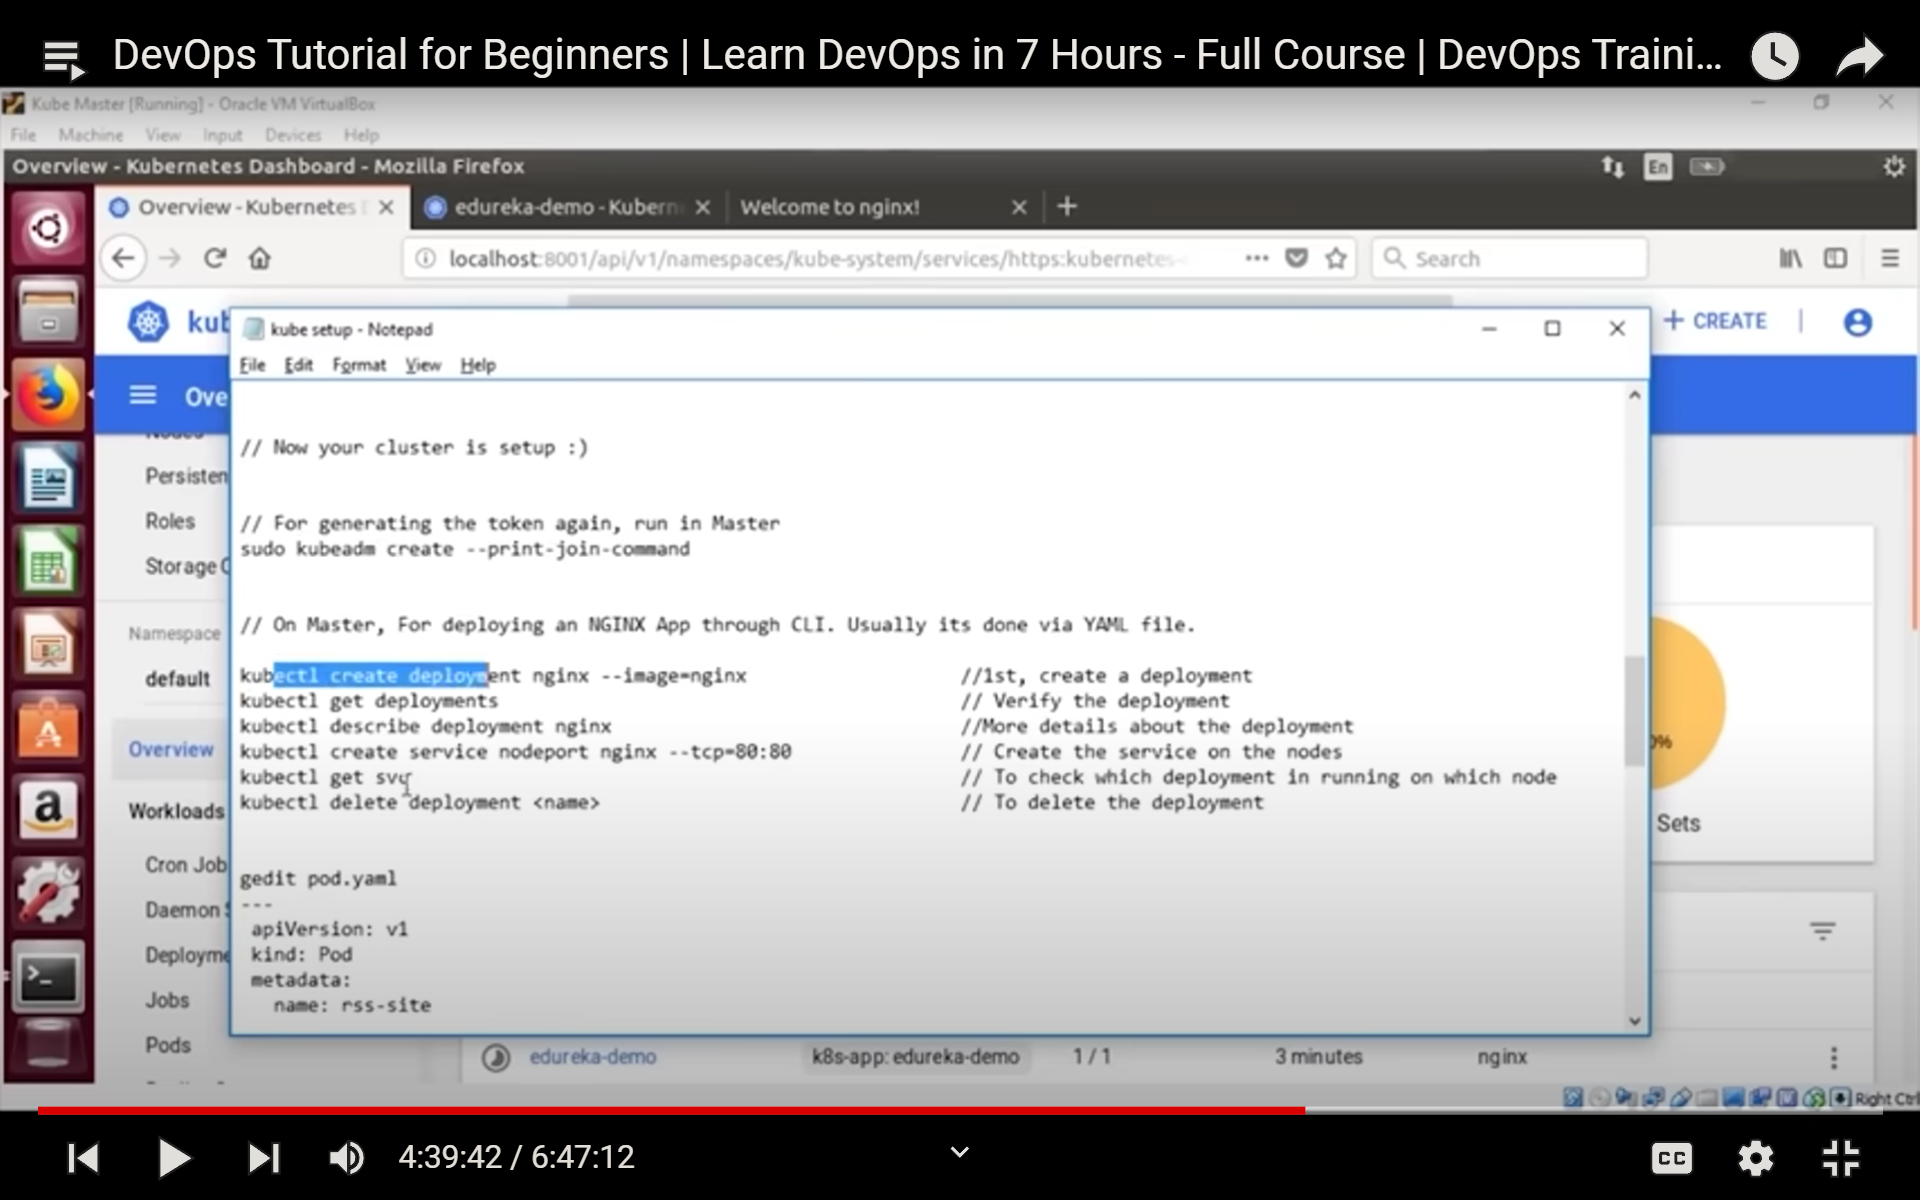 DevOps Tutorial for Beginners | Learn DevOps in 7 Hours - Full Course | DevOps Traini...
Kube Master [Running] - Oracle VM VirtualBox
File Machine View Input Devices Help
Overview - Kubernetes Dashboard - Mozilla Firefox
En
Overview - Kubernetes
edureka-demo - Kubern
Welcome to nginx!
localhost:8001/api/v1/namespaces/kube-system/services/https:kubernetes-
Search
kub
+ CREATE
Ove
kube setup - Notepad
File Edit Format View Help
Nodes
Persisten
Roles
Storage C
Namespace
default
Overview
Workloads
Cron Job
Daemon S
Deployme
Jobs
Pods
// Now your cluster is setup :)
// For generating the token again, run in Master
sudo kubeadm create --print-join-command
// On Master, For deploying an NGINX App through CLI. Usually its done via YAML file.
kubectl create deployment nginx --image=nginx //1st, create a deployment
kubectl get deployments // Verify the deployment
kubectl describe deployment nginx //More details about the deployment
kubectl create service nodeport nginx --tcp=80:80 // Create the service on the nodes
kubectl get svc // To check which deployment in running on which node
kubectl delete deployment <name> // To delete the deployment
gedit pod.yaml
---
apiVersion: v1
kind: Pod
metadata:
name: rss-site
%
Sets
edureka-demo k8s-app: edureka-demo 1 / 1 3 minutes nginx
Right Ctrl
4:39:42 / 6:47:12
CC